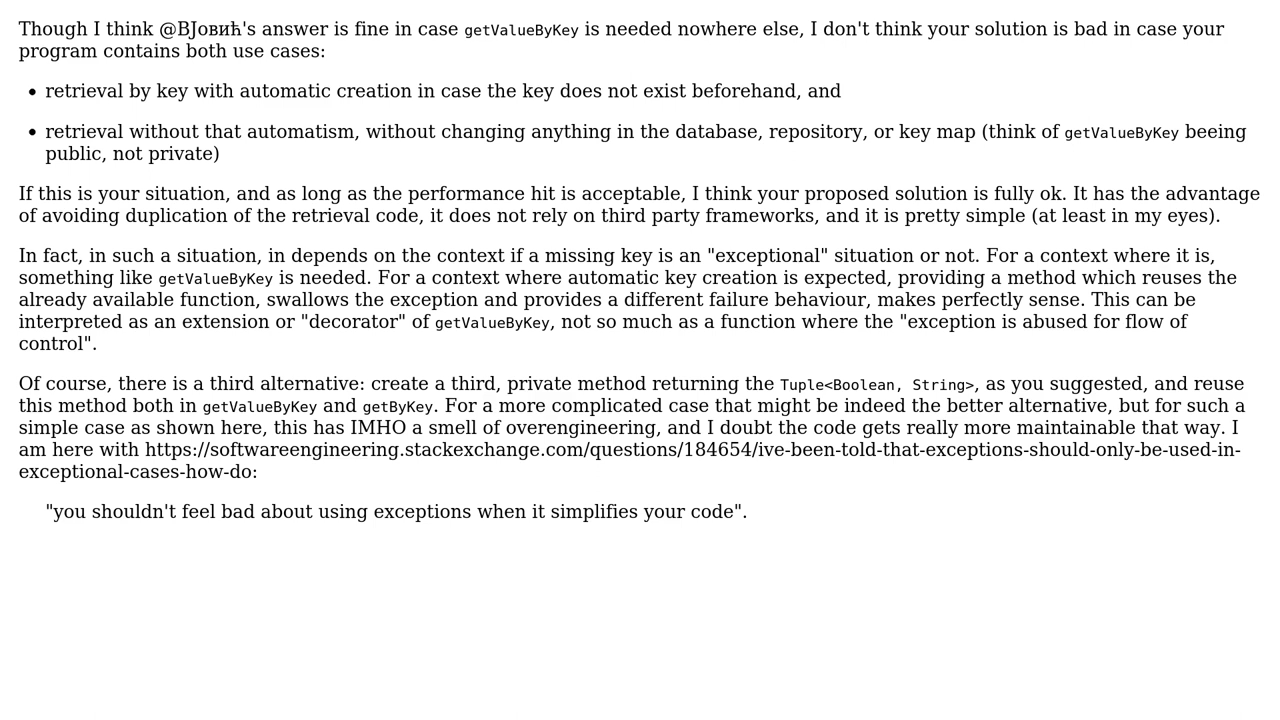 Though I think @BJовић's answer is fine in case getValueByKey is needed nowhere else, I don't think your solution is bad in case your
program contains both use cases:
• retrieval by key with automatic creation in case the key does not exist beforehand, and
• retrieval without that automatism, without changing anything in the database, repository, or key map (think of getValueByKey beeing
public, not private)
If this is your situation, and as long as the performance hit is acceptable, I think your proposed solution is fully ok. It has the advantage
of avoiding duplication of the retrieval code, it does not rely on third party frameworks, and it is pretty simple (at least in my eyes).
In fact, in such a situation, in depends on the context if a missing key is an "exceptional" situation or not. For a context where it is,
something like getValueByKey is needed. For a context where automatic key creation is expected, providing a method which reuses the
already available function, swallows the exception and provides a different failure behaviour, makes perfectly sense. This can be
interpreted as an extension or "decorator" of getValueByKey, not so much as a function where the "exception is abused for flow of
control".
Of course, there is a third alternative: create a third, private method returning the Tuple<Boolean, String>, as you suggested, and reuse
this method both in getValueByKey and getByKey. For a more complicated case that might be indeed the better alternative, but for such a
simple case as shown here, this has IMHO a smell of overengineering, and I doubt the code gets really more maintainable that way. I
am here with https://softwareengineering.stackexchange.com/questions/184654/ive-been-told-that-exceptions-should-only-be-used-in-
exceptional-cases-how-do:
"you shouldn't feel bad about using exceptions when it simplifies your code".